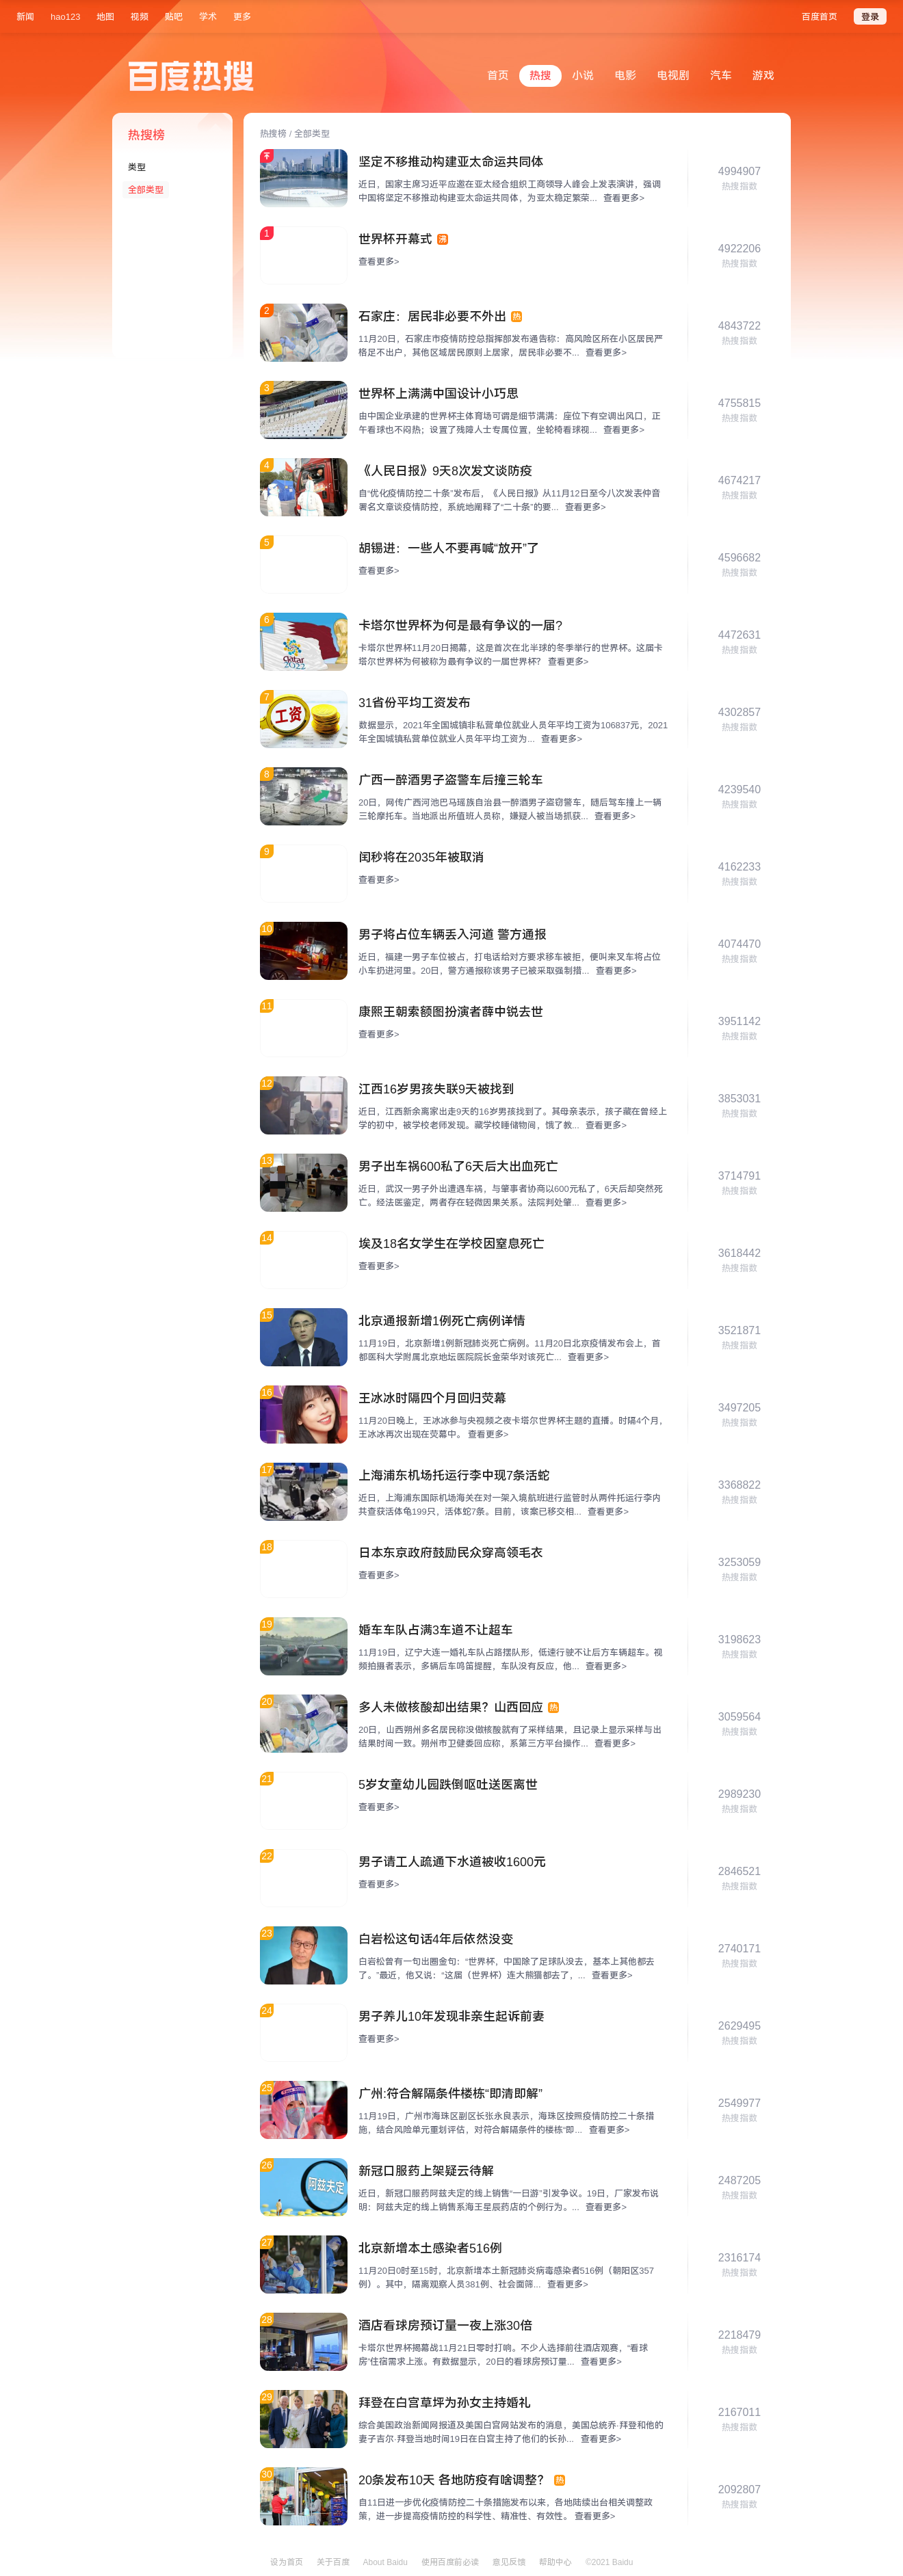 新闻 hao123 地图 视频 贴吧 学术 更多 百度首页 登录
百度热搜 首页 热搜 小说 电影 电视剧 汽车 游戏
热搜榜
类型
全部类型
热搜榜 / 全部类型
坚定不移推动构建亚太命运共同体
近日，国家主席习近平应邀在亚太经合组织工商领导人峰会上发表演讲，强调
中国将坚定不移推动构建亚太命运共同体，为亚太稳定繁荣... 查看更多>
4994907
热搜指数
1
世界杯开幕式 沸
查看更多>
4922206
热搜指数
2
石家庄：居民非必要不外出 热
11月20日，石家庄市疫情防控总指挥部发布通告称：高风险区所在小区居民严
格足不出户，其他区域居民原则上居家，居民非必要不... 查看更多>
4843722
热搜指数
3
世界杯上满满中国设计小巧思
由中国企业承建的世界杯主体育场可谓是细节满满：座位下有空调出风口，正
午看球也不闷热；设置了残障人士专属位置，坐轮椅看球视... 查看更多>
4755815
热搜指数
4
《人民日报》9天8次发文谈防疫
自“优化疫情防控二十条”发布后，《人民日报》从11月12日至今八次发表仲音
署名文章谈疫情防控，系统地阐释了“二十条”的要... 查看更多>
4674217
热搜指数
5
胡锡进：一些人不要再喊“放开”了
查看更多>
4596682
热搜指数
6
卡塔尔世界杯为何是最有争议的一届?
卡塔尔世界杯11月20日揭幕，这是首次在北半球的冬季举行的世界杯。这届卡
塔尔世界杯为何被称为最有争议的一届世界杯? 查看更多>
4472631
热搜指数
QaTar
2022
7
工资
31省份平均工资发布
数据显示，2021年全国城镇非私营单位就业人员年平均工资为106837元，2021
年全国城镇私营单位就业人员年平均工资为... 查看更多>
4302857
热搜指数
8
广西一醉酒男子盗警车后撞三轮车
20日，网传广西河池巴马瑶族自治县一醉酒男子盗窃警车，随后驾车撞上一辆
三轮摩托车。当地派出所值班人员称，嫌疑人被当场抓获... 查看更多>
4239540
热搜指数
9
闰秒将在2035年被取消
查看更多>
4162233
热搜指数
10
男子将占位车辆丢入河道 警方通报
近日，福建一男子车位被占，打电话给对方要求移车被拒，便叫来叉车将占位
小车扔进河里。20日，警方通报称该男子已被采取强制措... 查看更多>
4074470
热搜指数
11
康熙王朝索额图扮演者薛中锐去世
查看更多>
3951142
热搜指数
12
江西16岁男孩失联9天被找到
近日，江西新余离家出走9天的16岁男孩找到了。其母亲表示，孩子藏在曾经上
学的初中，被学校老师发现。藏学校睡储物间，饿了教... 查看更多>
3853031
热搜指数
13
男子出车祸600私了6天后大出血死亡
近日，武汉一男子外出遭遇车祸，与肇事者协商以600元私了，6天后却突然死
亡。经法医鉴定，两者存在轻微因果关系。法院判处肇... 查看更多>
3714791
热搜指数
14
埃及18名女学生在学校因窒息死亡
查看更多>
3618442
热搜指数
15
北京通报新增1例死亡病例详情
11月19日，北京新增1例新冠肺炎死亡病例。11月20日北京疫情发布会上，首
都医科大学附属北京地坛医院院长金荣华对该死亡... 查看更多>
3521871
热搜指数
16
王冰冰时隔四个月回归荧幕
11月20日晚上，王冰冰参与央视频之夜卡塔尔世界杯主题的直播。时隔4个月，
王冰冰再次出现在荧幕中。 查看更多>
3497205
热搜指数
17
上海浦东机场托运行李中现7条活蛇
近日，上海浦东国际机场海关在对一架入境航班进行监管时从两件托运行李内
共查获活体龟199只，活体蛇7条。目前，该案已移交相... 查看更多>
3368822
热搜指数
18
日本东京政府鼓励民众穿高领毛衣
查看更多>
3253059
热搜指数
19
婚车车队占满3车道不让超车
11月19日，辽宁大连一婚礼车队占路摆队形，低速行驶不让后方车辆超车。视
频拍摄者表示，多辆后车鸣笛提醒，车队没有反应，他... 查看更多>
3198623
热搜指数
20
多人未做核酸却出结果？山西回应 热
20日，山西朔州多名居民称没做核酸就有了采样结果，且记录上显示采样与出
结果时间一致。朔州市卫健委回应称，系第三方平台操作... 查看更多>
3059564
热搜指数
21
5岁女童幼儿园跌倒呕吐送医离世
查看更多>
2989230
热搜指数
22
男子请工人疏通下水道被收1600元
查看更多>
2846521
热搜指数
23
白岩松这句话4年后依然没变
白岩松曾有一句出圈金句：“世界杯，中国除了足球队没去，基本上其他都去
了。”最近，他又说：“这届（世界杯）连大熊猫都去了，... 查看更多>
2740171
热搜指数
24
男子养儿10年发现非亲生起诉前妻
查看更多>
2629495
热搜指数
25
广州:符合解隔条件楼栋“即清即解”
11月19日，广州市海珠区副区长张永良表示，海珠区按照疫情防控二十条措
施，结合风险单元重划评估，对符合解隔条件的楼栋“即... 查看更多>
2549977
热搜指数
26
阿兹夫定
新冠口服药上架疑云待解
近日，新冠口服药阿兹夫定的线上销售“一日游”引发争议。19日，厂家发布说
明：阿兹夫定的线上销售系海王星辰药店的个例行为。... 查看更多>
2487205
热搜指数
27
北京新增本土感染者516例
11月20日0时至15时，北京新增本土新冠肺炎病毒感染者516例（朝阳区357
例）。其中，隔离观察人员381例、社会面筛... 查看更多>
2316174
热搜指数
28
酒店看球房预订量一夜上涨30倍
卡塔尔世界杯揭幕战11月21日零时打响。不少人选择前往酒店观赛，“看球
房”住宿需求上涨。有数据显示，20日的看球房预订量... 查看更多>
2218479
热搜指数
29
拜登在白宫草坪为孙女主持婚礼
综合美国政治新闻网报道及美国白宫网站发布的消息，美国总统乔·拜登和他的
妻子吉尔·拜登当地时间19日在白宫主持了他们的长孙... 查看更多>
2167011
热搜指数
30
20条发布10天 各地防疫有啥调整？ 热
自11日进一步优化疫情防控二十条措施发布以来，各地陆续出台相关调整政
策，进一步提高疫情防控的科学性、精准性、有效性。 查看更多>
2092807
热搜指数
设为首页 关于百度 About Baidu 使用百度前必读 意见反馈 帮助中心 ©2021 Baidu